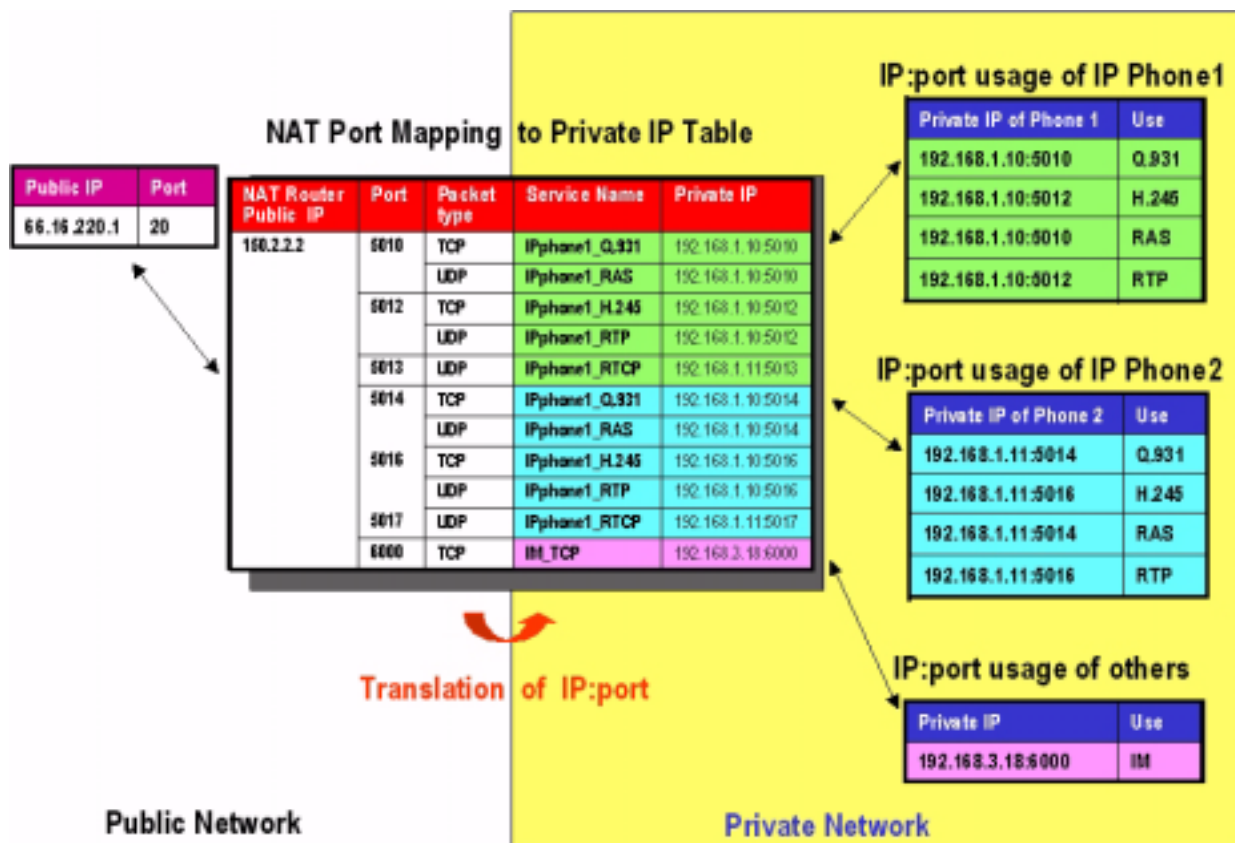 IP:port usage of IP Phone1
Private IP of Phone 1 Use
192.168.1.10:5010 Q.931
192.168.1.10:5012 H.245
192.168.1.10:5010 RAS
192.168.1.10:5012 RTP
NAT Port Mapping to Private IP Table
Public IP Port
66.16.220.1 20
NAT Router Port Packet Service Name Private IP
Public IP type
150.2.2.2 5010 TCP IPphone1_Q.931 192.168.1.10:5010
UDP IPphone1_RAS 192.168.1.10:5010
5012 TCP IPphone1_H.245 192.168.1.10:5012
UDP IPphone1_RTP 192.168.1.10:5012
5013 UDP IPphone1_RTCP 192.168.1.11:5013
5014 TCP IPphone1_Q.931 192.168.1.10:5014
UDP IPphone1_RAS 192.168.1.10:5014
5016 TCP IPphone1_H.245 192.168.1.10:5016
UDP IPphone1_RTP 192.168.1.10:5016
5017 UDP IPphone1_RTCP 192.168.1.11:5017
6000 TCP IM_TCP 192.168.3.18:6000
IP:port usage of IP Phone2
Private IP of Phone 2 Use
192.168.1.11:5014 Q.931
192.168.1.11:5016 H.245
192.168.1.11:5014 RAS
192.168.1.11:5016 RTP
Translation of IP:port
IP:port usage of others
Private IP Use
192.168.3.18:6000 IM
Public Network
Private Network